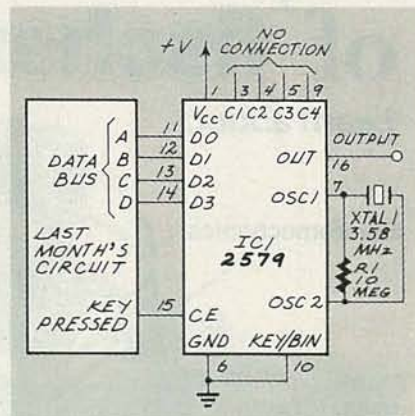 NO
CONNECTION
+V
1 3 4 5 9
VCC C1 C2 C3 C4
A 11 D0
B 12 D1
C 13 D2
D 14 D3
DATA
BUS
OUT
16
OUTPUT
OSC1
7
XTAL1
3.58
MHz
R1
10
MEG
IC1
2579
LAST
MONTH'S
CIRCUIT
KEY
PRESSED
15
CE
OSC2
GND KEY/BIN
6 10